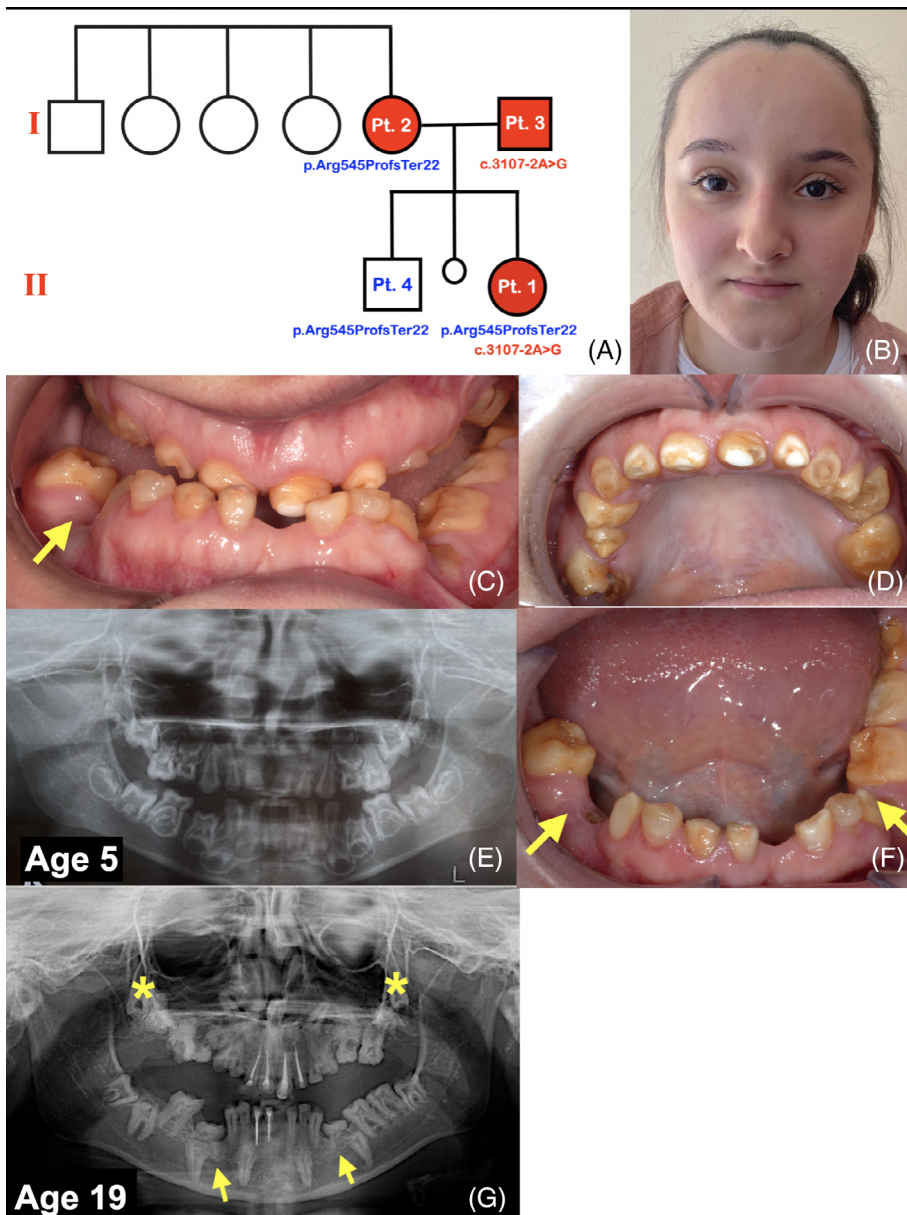 I
Pt. 2
Pt. 3
p.Arg545ProfsTer22
c.3107-2A>G
II
Pt. 4
Pt. 1
p.Arg545ProfsTer22
p.Arg545ProfsTer22
c.3107-2A>G
(A)
(B)
(C)
(D)
Age 5
(E)
L
(F)
*
*
Age 19
(G)